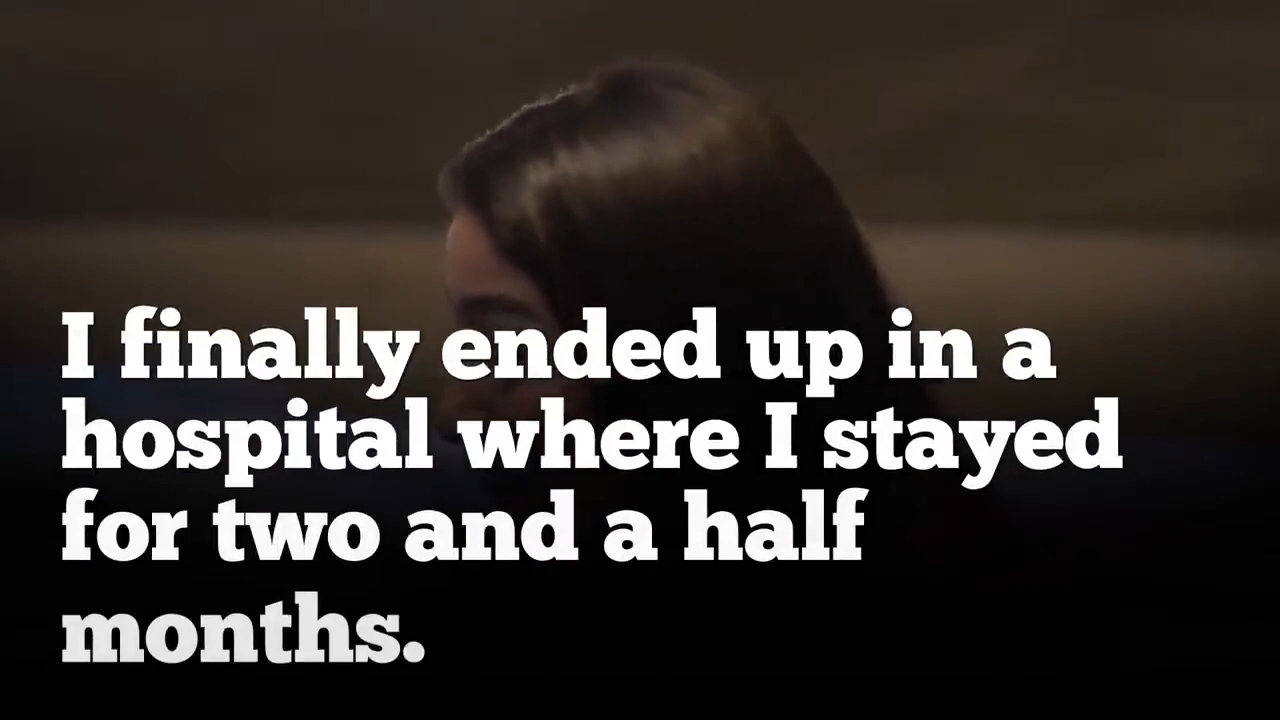 I finally ended up in a
hospital where I stayed
for two and a half
months.